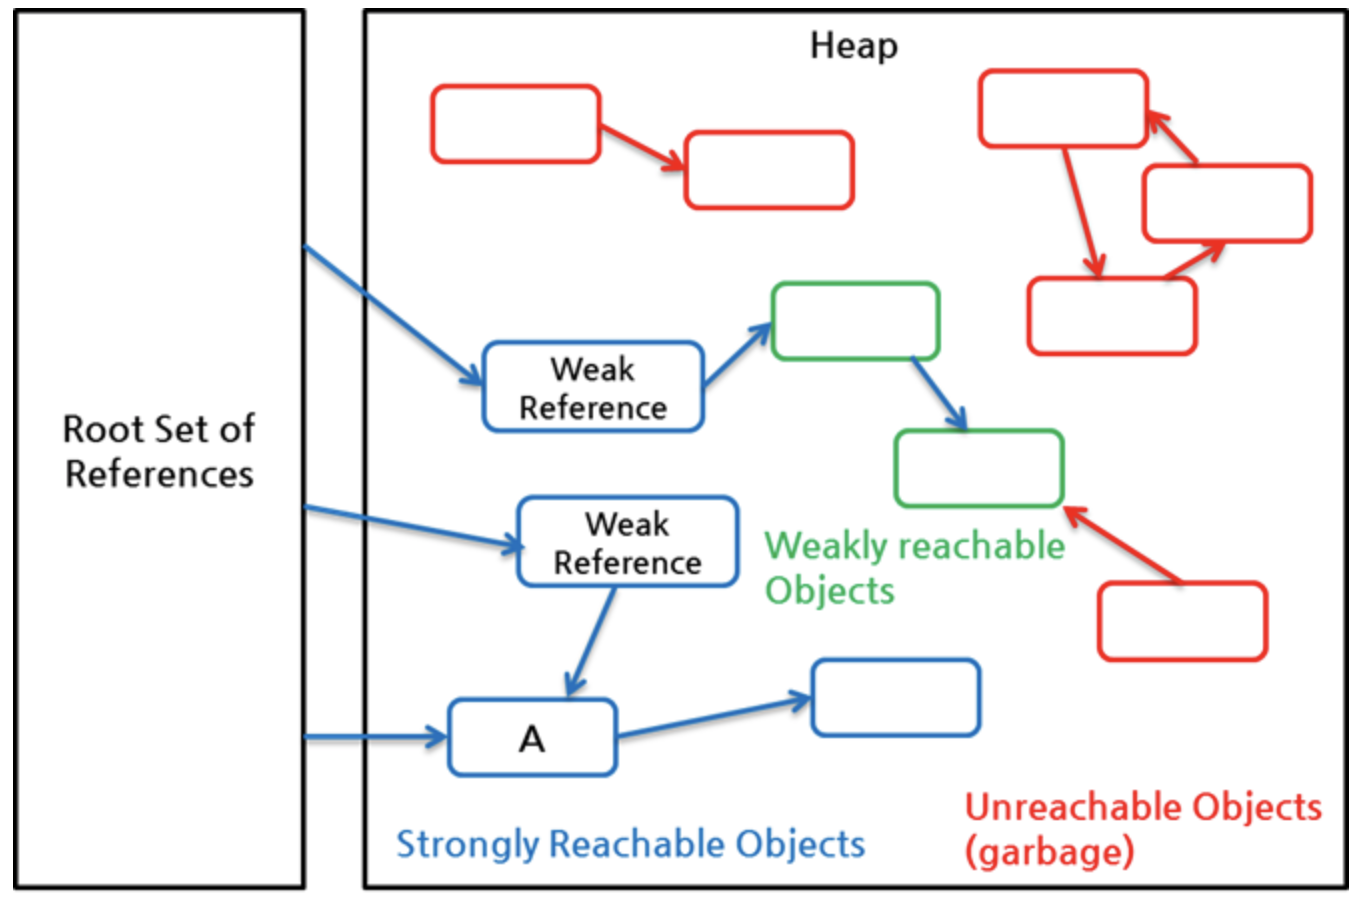 Heap
Root Set of
References
Weak
Reference
Weak
Reference
Weakly reachable
Objects
A
Strongly Reachable Objects
Unreachable Objects
(garbage)